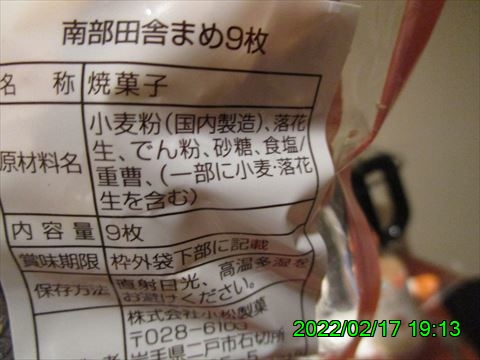 南部田舎まめ9枚
名 称 焼菓子
原材料名 小麦粉(国内製造)、落花
生、でん粉、砂糖、食塩/
重曹、(一部に小麦・落花
生を含む)
内容量 9枚
賞味期限 枠外袋下部に記載
保存方法 直射日光、高温多湿を
お避けください。
株式会社 小松製菓
〒028-6103
岩手県二戸市石切所
2022/02/17 19:13